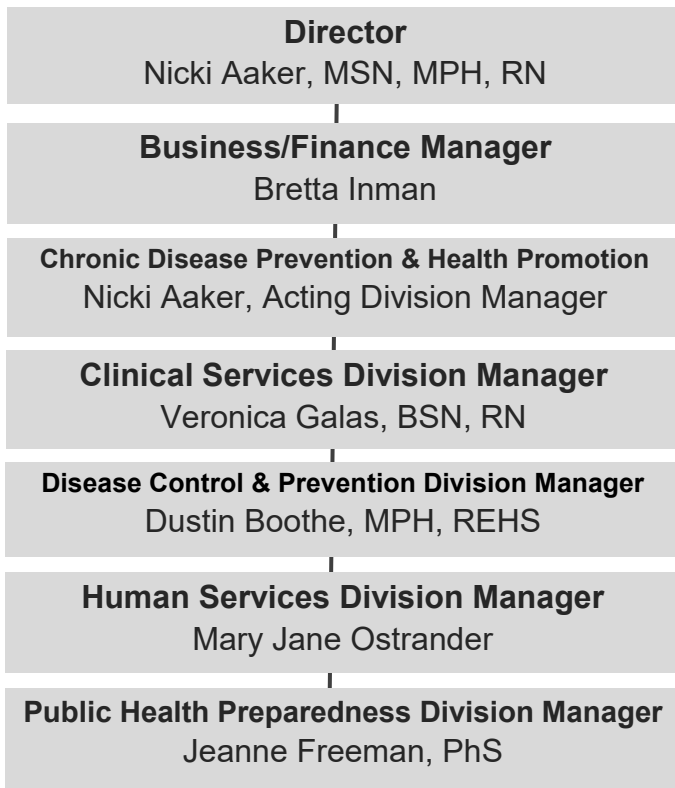 Director
Nicki Aaker, MSN, MPH, RN
Business/Finance Manager
Bretta Inman
Chronic Disease Prevention & Health Promotion
Nicki Aaker, Acting Division Manager
Clinical Services Division Manager
Veronica Galas, BSN, RN
Disease Control & Prevention Division Manager
Dustin Boothe, MPH, REHS
Human Services Division Manager
Mary Jane Ostrander
Public Health Preparedness Division Manager
Jeanne Freeman, PhS